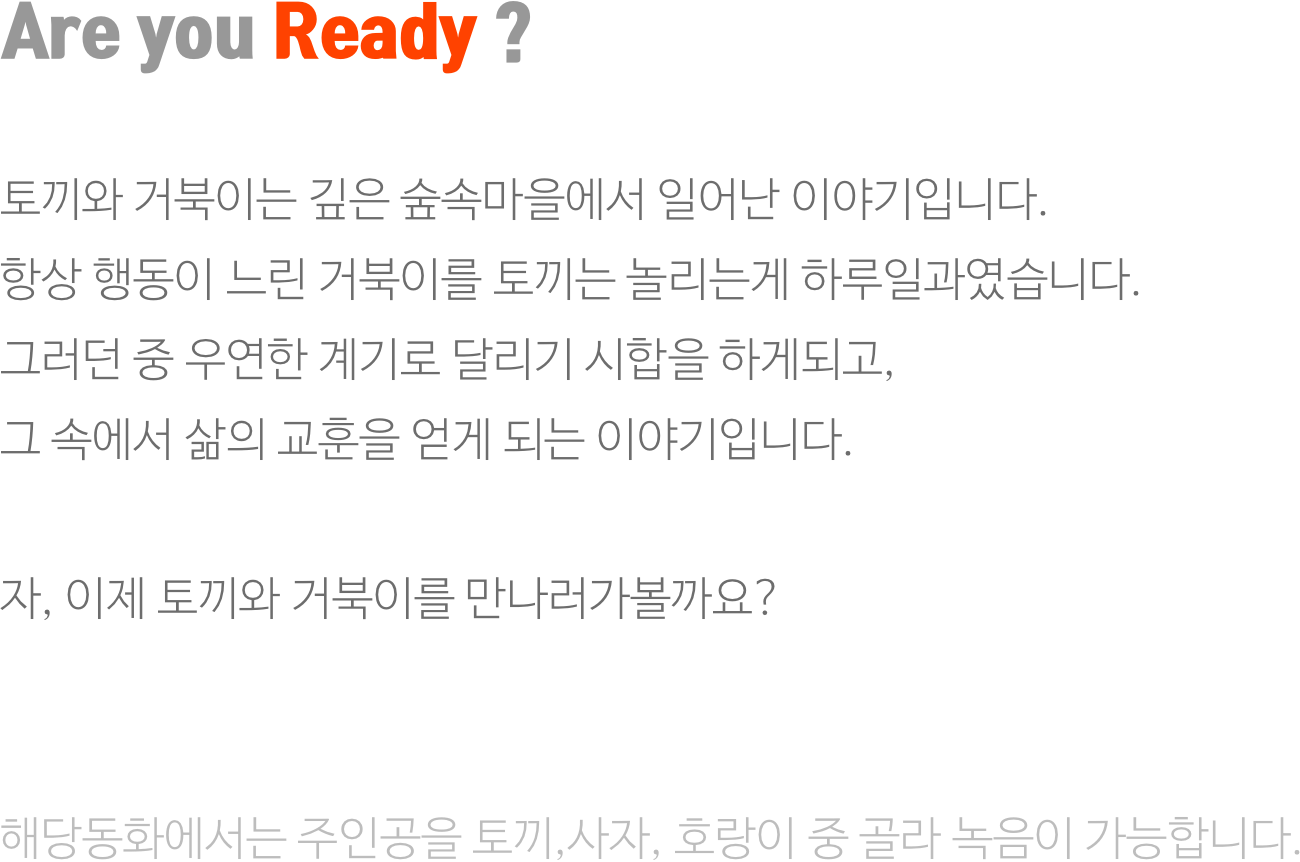 Are you Ready ?
토끼와 거북이는 깊은 숲속마을에서 일어난 이야기입니다.
항상 행동이 느린 거북이를 토끼는 놀리는게 하루일과였습니다.
그러던 중 우연한 계기로 달리기 시합을 하게되고,
그 속에서 삶의 교훈을 얻게 되는 이야기입니다.
자, 이제 토끼와 거북이를 만나러가볼까요?
해당동화에서는 주인공을 토끼,사자, 호랑이 중 골라 녹음이 가능합니다.